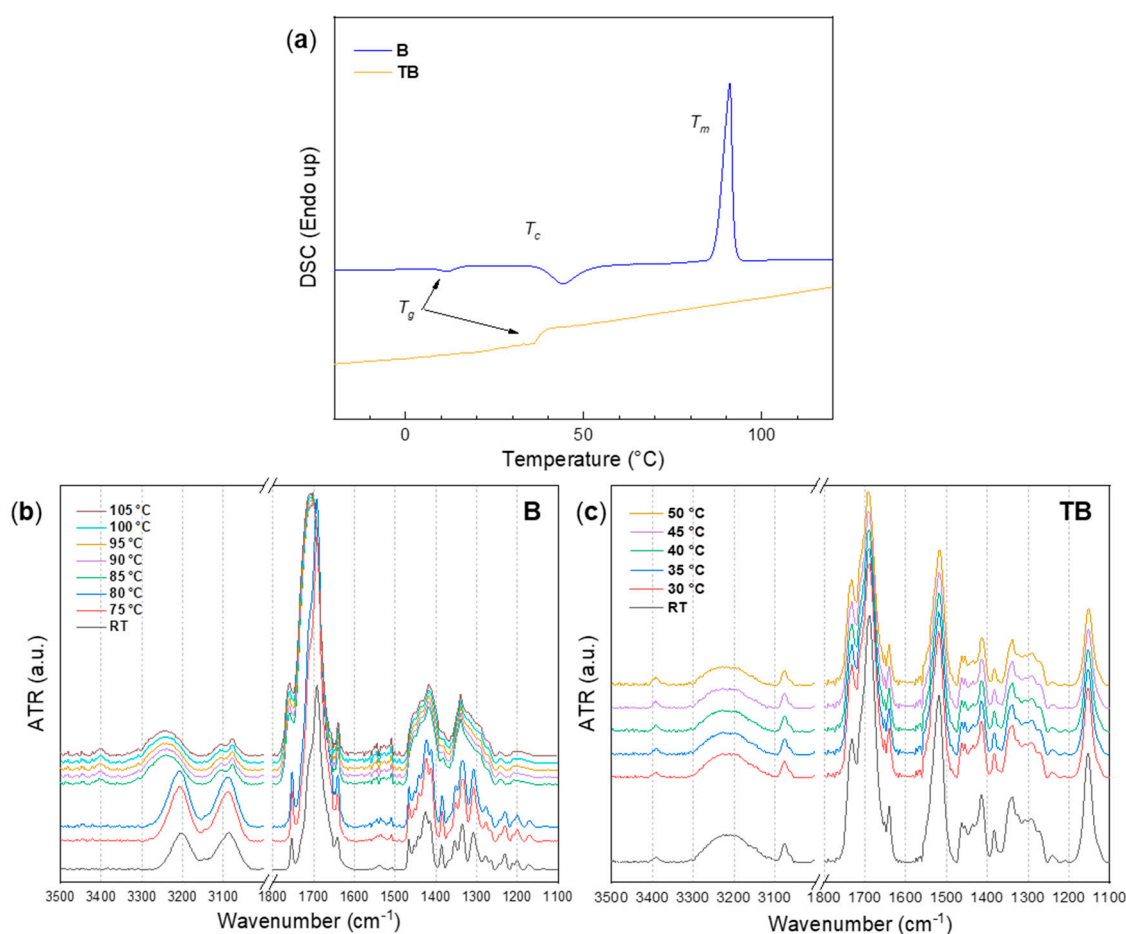 (a)
B
TB
Tm
Tc
Tg
DSC (Endo up)
0 50 100
Temperature (°C)
(b)
B
105 °C
100 °C
95 °C
90 °C
85 °C
80 °C
75 °C
RT
ATR (a.u.)
3500 3400 3300 3200 3100 1800 1700 1600 1500 1400 1300 1200 1100
Wavenumber (cm-1)
(c)
TB
50 °C
45 °C
40 °C
35 °C
30 °C
RT
ATR (a.u.)
3500 3400 3300 3200 3100 1800 1700 1600 1500 1400 1300 1200 1100
Wavenumber (cm-1)